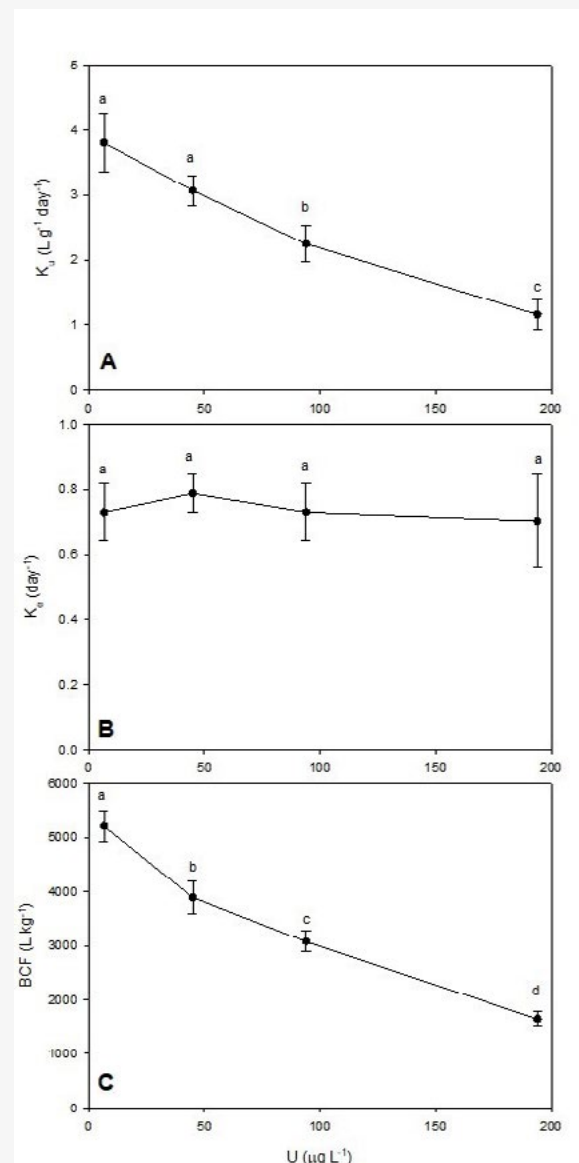 5
a
4
a
3
b
2
c
1
A
0
0 50 100 150 200
K_u (L g⁻¹ day⁻¹)
1.0
a a a a
0.8
0.6
0.4
0.2
B
0.0
0 50 100 150 200
K_e (day⁻¹)
6000
a
5000
b
4000
c
3000
d
2000
1000
C
0
0 50 100 150 200
BCF (L kg⁻¹)
U (µg L⁻¹)